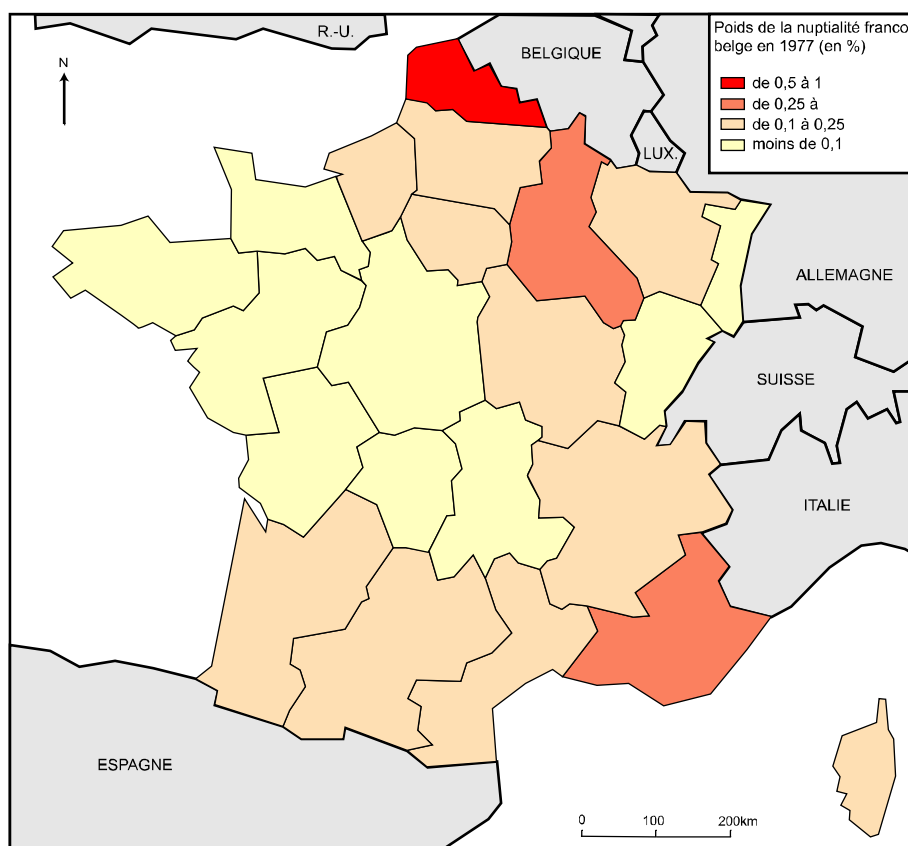 R.-U.
BELGIQUE
Poids de la nuptialité franco
belge en 1977 (en %)
de 0,5 à 1
de 0,25 à
de 0,1 à 0,25
moins de 0,1
N
LUX.
ALLEMAGNE
SUISSE
ITALIE
ESPAGNE
0 100 200km